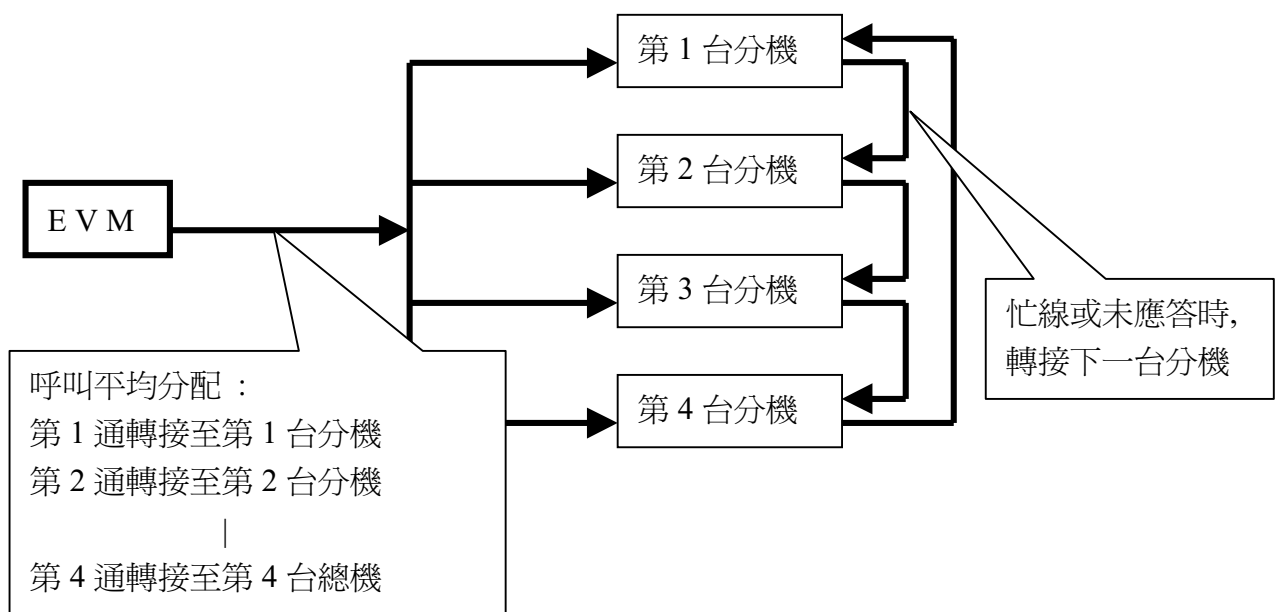 第 1 台分機
第 2 台分機
E V M
第 3 台分機
忙線或未應答時,
轉接下一台分機
第 4 台分機
呼叫平均分配 :
第 1 通轉接至第 1 台分機
第 2 通轉接至第 2 台分機
|
第 4 通轉接至第 4 台總機